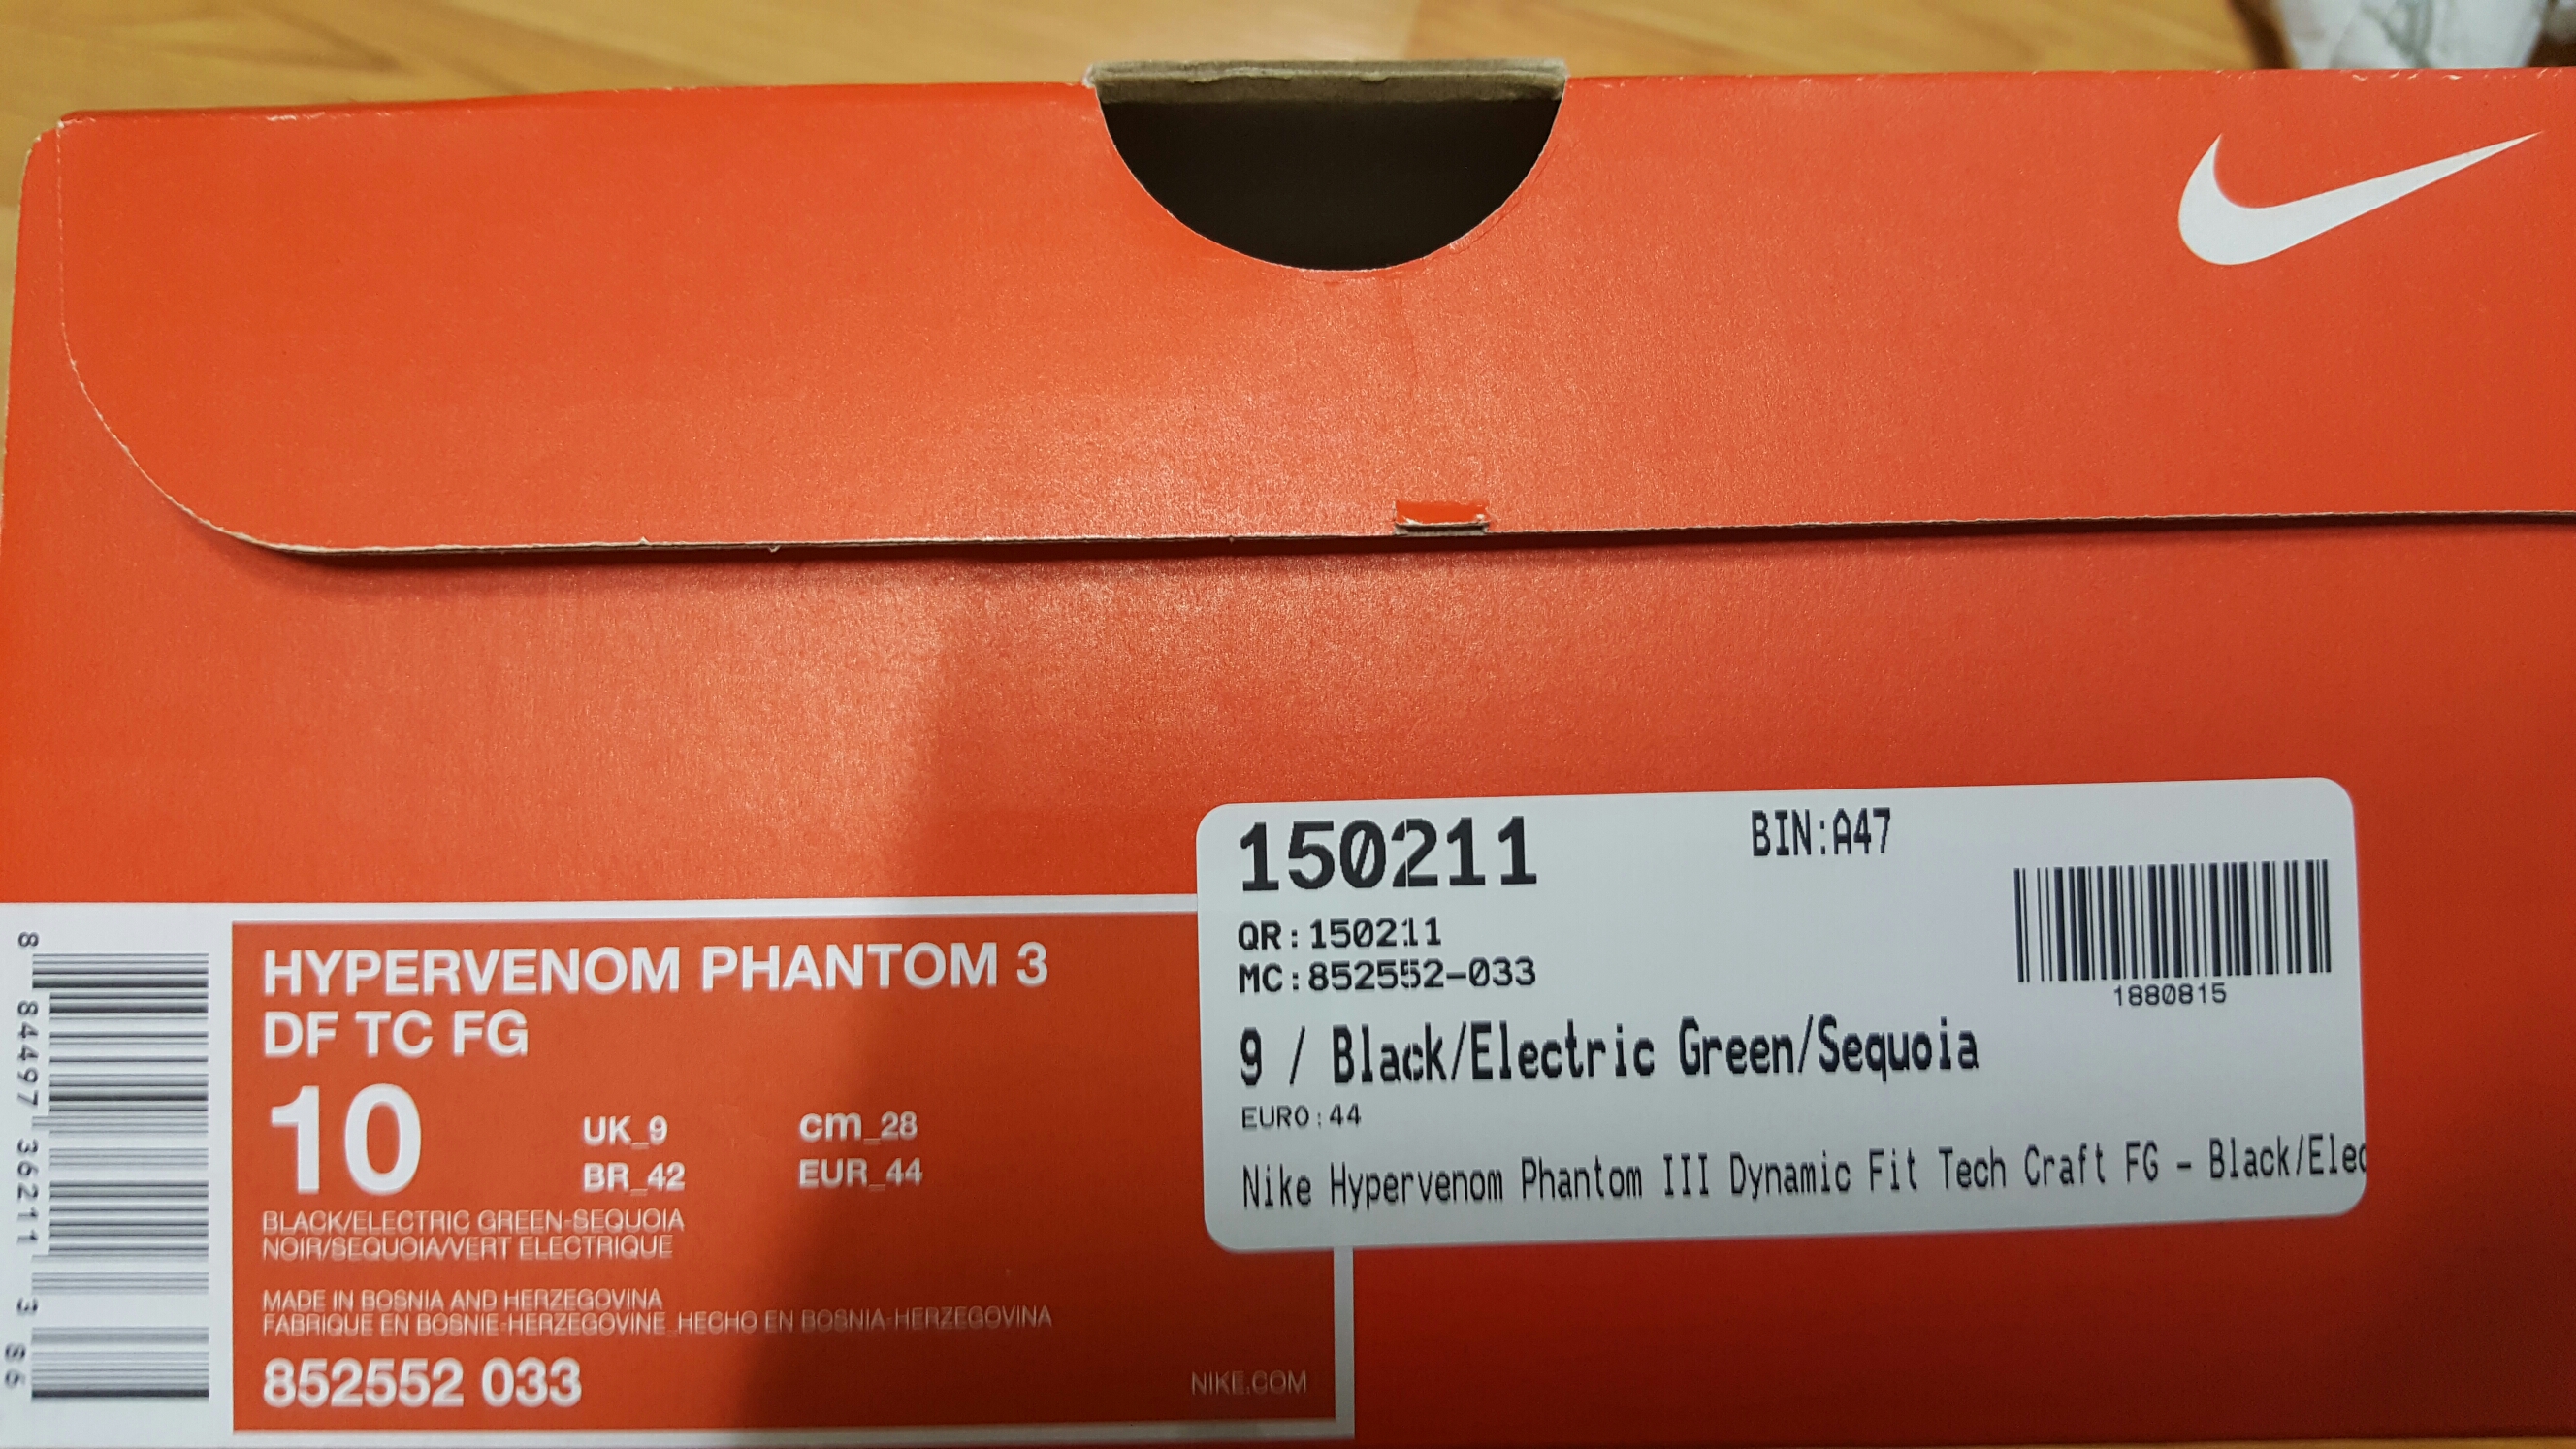 150211
BIN:A47
QR:150211
MC:852552-033
1880815
9 / Black/Electric Green/Sequoia
EURO:44
Nike Hypervenom Phantom III Dynamic Fit Tech Craft FG - Black/Elec
HYPERVENOM PHANTOM 3
DF TC FG
10
UK_9
cm_28
BR_42
EUR_44
BLACK/ELECTRIC GREEN-SEQUOIA
NOIR/SEQUOIA/VERT ELECTRIQUE
MADE IN BOSNIA AND HERZEGOVINA
FABRIQUE EN BOSNIE-HERZEGOVINE_HECHO EN BOSNIA-HERZEGOVINA
852552 033
NIKE.COM
8 84497 36211 3